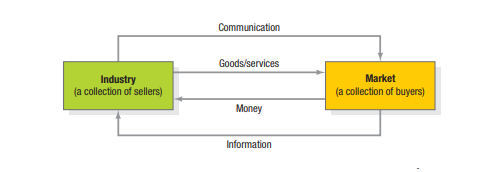 Communication
Goods/services
Industry
(a collection of sellers)
Market
(a collection of buyers)
Money
Information